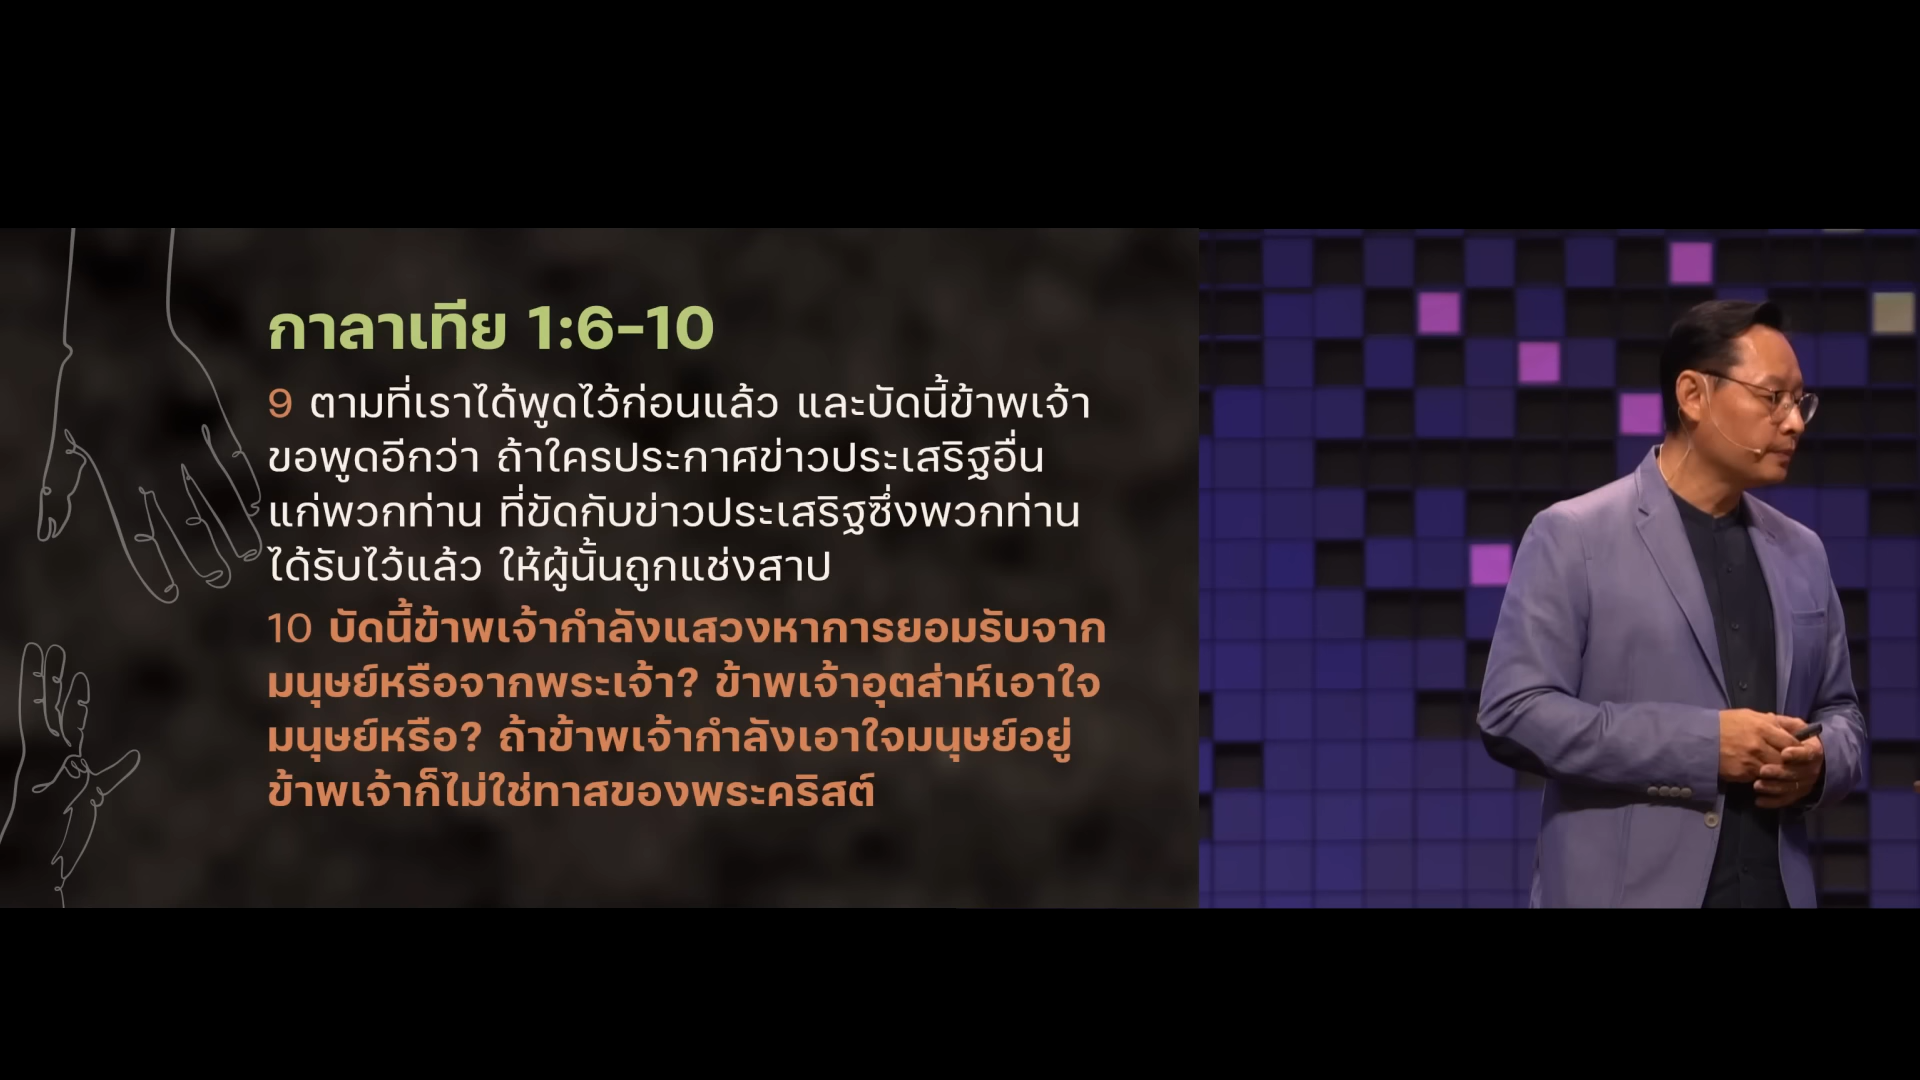 กาลาเทีย 1:6-10
9 ตามที่เราได้พูดไว้ก่อนแล้ว และบัดนี้ข้าพเจ้า
ขอพูดอีกว่า ถ้าใครประกาศข่าวประเสริฐอื่น
แก่พวกท่าน ที่ขัดกับข่าวประเสริฐซึ่งพวกท่าน
ได้รับไว้แล้ว ให้ผู้นั้นถูกแช่งสาป
10 บัดนี้ข้าพเจ้ากำลังแสวงหาการยอมรับจาก
มนุษย์หรือจากพระเจ้า? ข้าพเจ้าอุตส่าห์เอาใจ
มนุษย์หรือ? ถ้าข้าพเจ้ากำลังเอาใจมนุษย์อยู่
ข้าพเจ้าก็ไม่ใช่ทาสของพระคริสต์